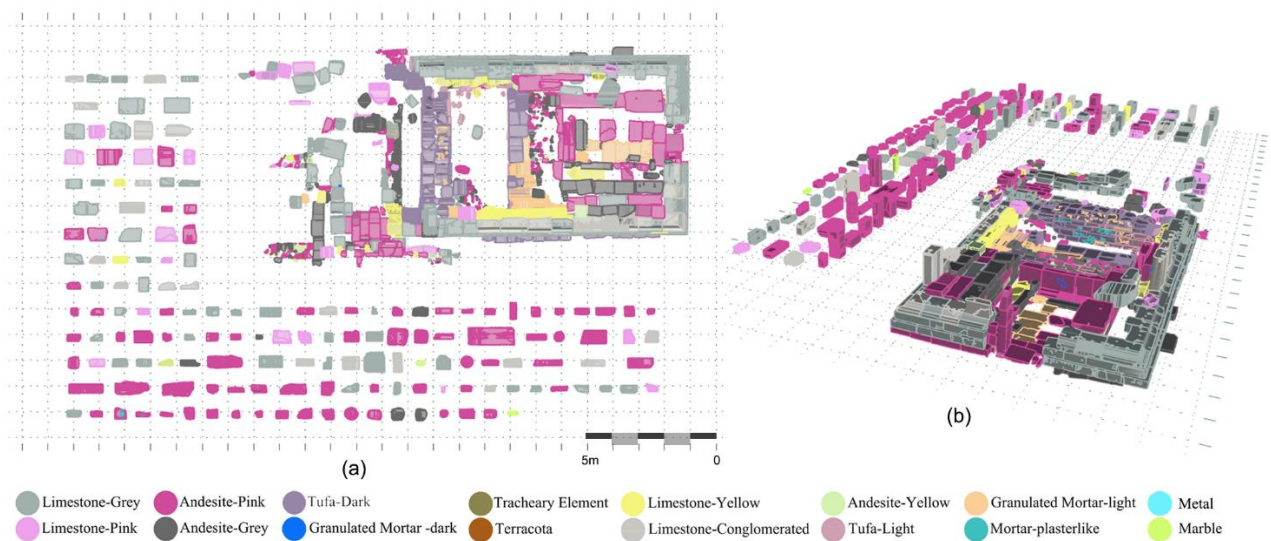 (b)
5m 0
(a)
Limestone-Grey Andesite-Pink Tufa-Dark Tracheary Element Limestone-Yellow Andesite-Yellow Granulated Mortar-light Metal
Limestone-Pink Andesite-Grey Granulated Mortar -dark Terracota Limestone-Conglomerated Tufa-Light Mortar-plasterlike Marble